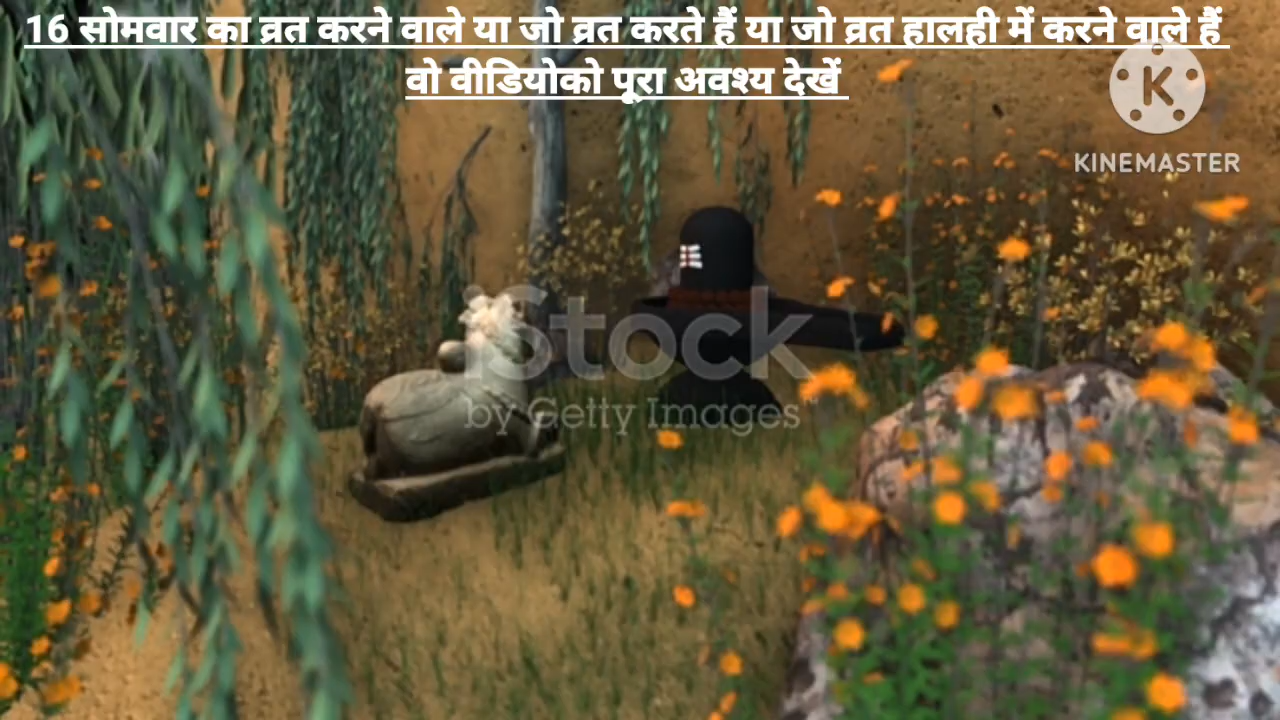 16 सोमवार का व्रत करने वाले या जो व्रत करते हैं या जो व्रत हालही में करने वाले हैं
वो वीडियोको पूरा अवश्य देखें
K
KINEMASTER
iStock
by Getty Images